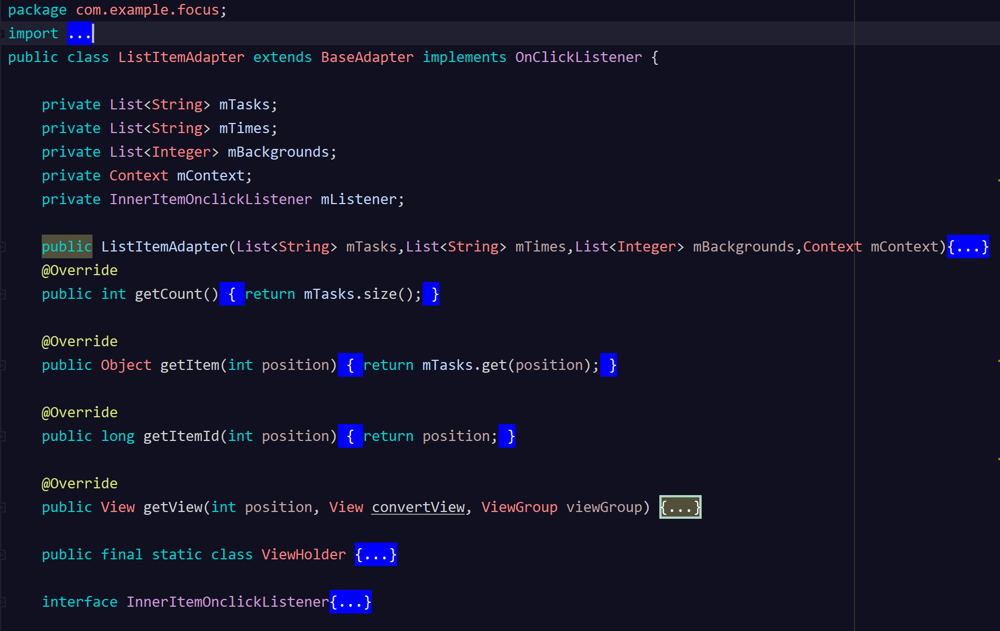 package com.example.focus;
import ...
public class ListItemAdapter extends BaseAdapter implements OnClickListener {
private List<String> mTasks;
private List<String> mTimes;
private List<Integer> mBackgrounds;
private Context mContext;
private InnerItemOnclickListener mListener;
public ListItemAdapter(List<String> mTasks,List<String> mTimes,List<Integer> mBackgrounds,Context mContext){...}
@Override
public int getCount() { return mTasks.size(); }
@Override
public Object getItem(int position) { return mTasks.get(position); }
@Override
public long getItemId(int position) { return position; }
@Override
public View getView(int position, View convertView, ViewGroup viewGroup) {...}
public final static class ViewHolder {...}
interface InnerItemOnclickListener{...}